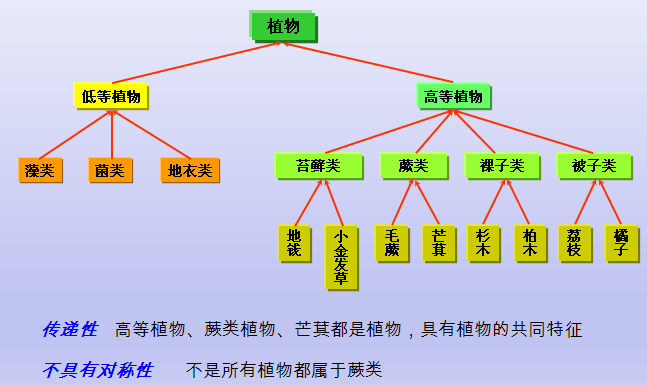 植物
低等植物
高等植物
藻类
菌类
地衣类
苔藓类
蕨类
裸子类
被子类
地钱
小金发草
毛蕨
芒萁
杉木
柏木
荔枝
橘子
传递性 高等植物、蕨类植物、芒萁都是植物，具有植物的共同特征
不具有对称性 不是所有植物都属于蕨类